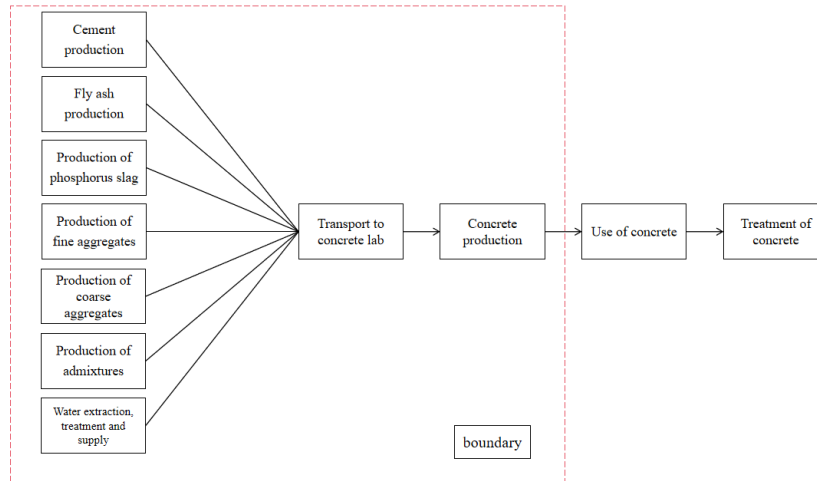 Cement
production
Fly ash
production
Production of
phosphorus slag
Production of
fine aggregates
Production of
coarse
aggregates
Production of
admixtures
Water extraction,
treatment and
supply
Transport to
concrete lab
Concrete
production
Use of concrete
Treatment of
concrete
boundary